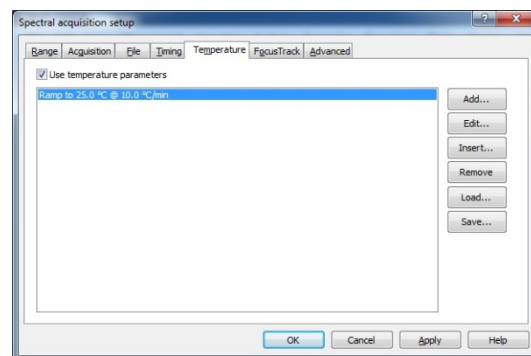 Spectral acquisition setup
?
Range Acquisition File Timing Temperature FocusTrack Advanced
Use temperature parameters
Ramp to 25.0 °C @ 10.0 °C/min
Add...
Edit...
Insert...
Remove
Load...
Save...
OK Cancel Apply Help